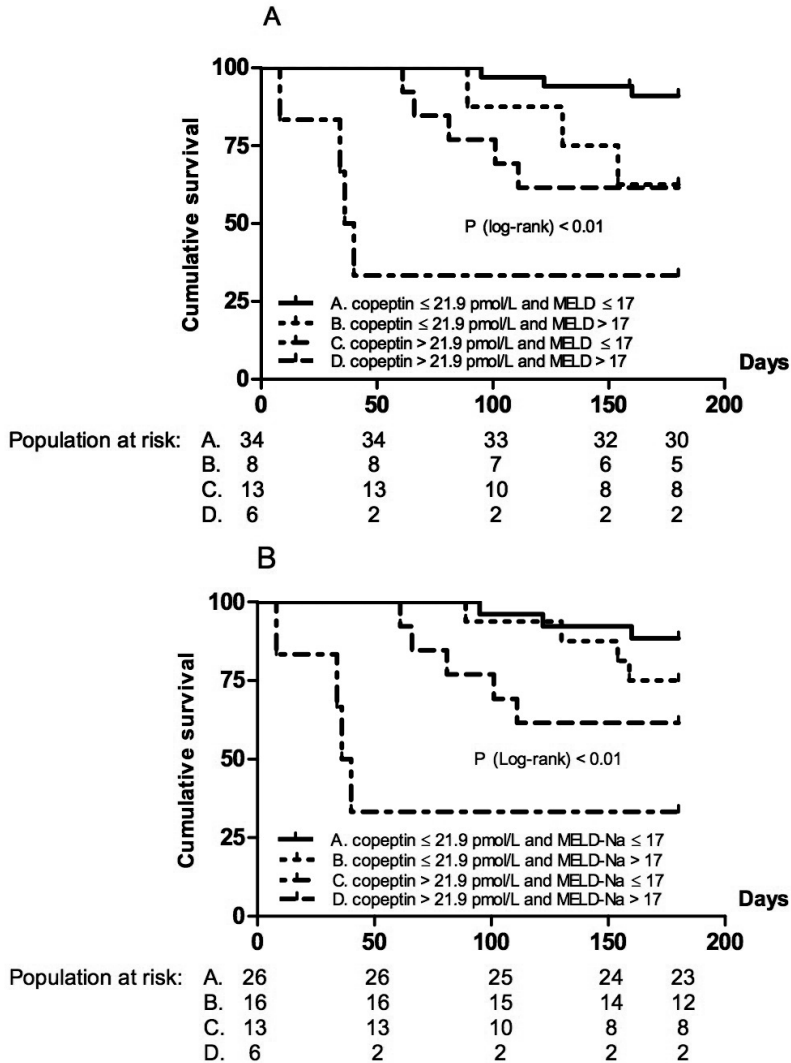 A
100
75
50
25
0
Cumulative survival
P (log-rank) < 0.01
A. copeptin ≤ 21.9 pmol/L and MELD ≤ 17
B. copeptin ≤ 21.9 pmol/L and MELD > 17
C. copeptin > 21.9 pmol/L and MELD ≤ 17
D. copeptin > 21.9 pmol/L and MELD > 17
Days
0 50 100 150 200
Population at risk: A. 34 34 33 32 30
B. 8 8 7 6 5
C. 13 13 10 8 8
D. 6 2 2 2 2
B
100
75
50
25
0
Cumulative survival
P (Log-rank) < 0.01
A. copeptin ≤ 21.9 pmol/L and MELD-Na ≤ 17
B. copeptin ≤ 21.9 pmol/L and MELD-Na > 17
C. copeptin > 21.9 pmol/L and MELD-Na ≤ 17
D. copeptin > 21.9 pmol/L and MELD-Na > 17
Days
0 50 100 150 200
Population at risk: A. 26 26 25 24 23
B. 16 16 15 14 12
C. 13 13 10 8 8
D. 6 2 2 2 2